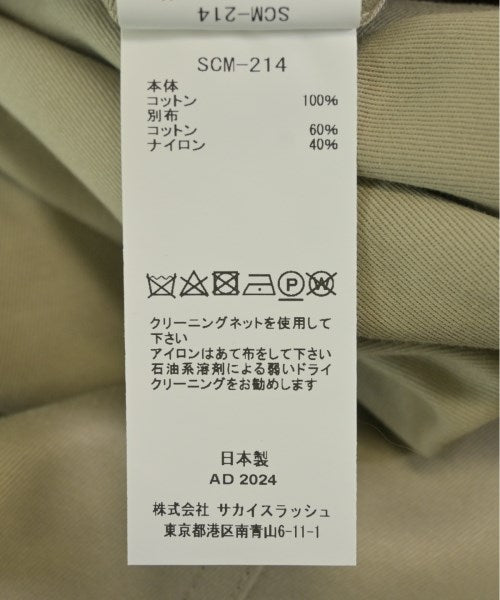 SCM-214
SCM-214
本体
コットン 100%
別布
コットン 60%
ナイロン 40%
P W
クリーニングネットを使用して
下さい
アイロンはあて布をして下さい
石油系溶剤による弱いドライ
クリーニングをお勧めします
日本製
AD 2024
株式会社 サカイスラッシュ
東京都港区南青山6-11-1